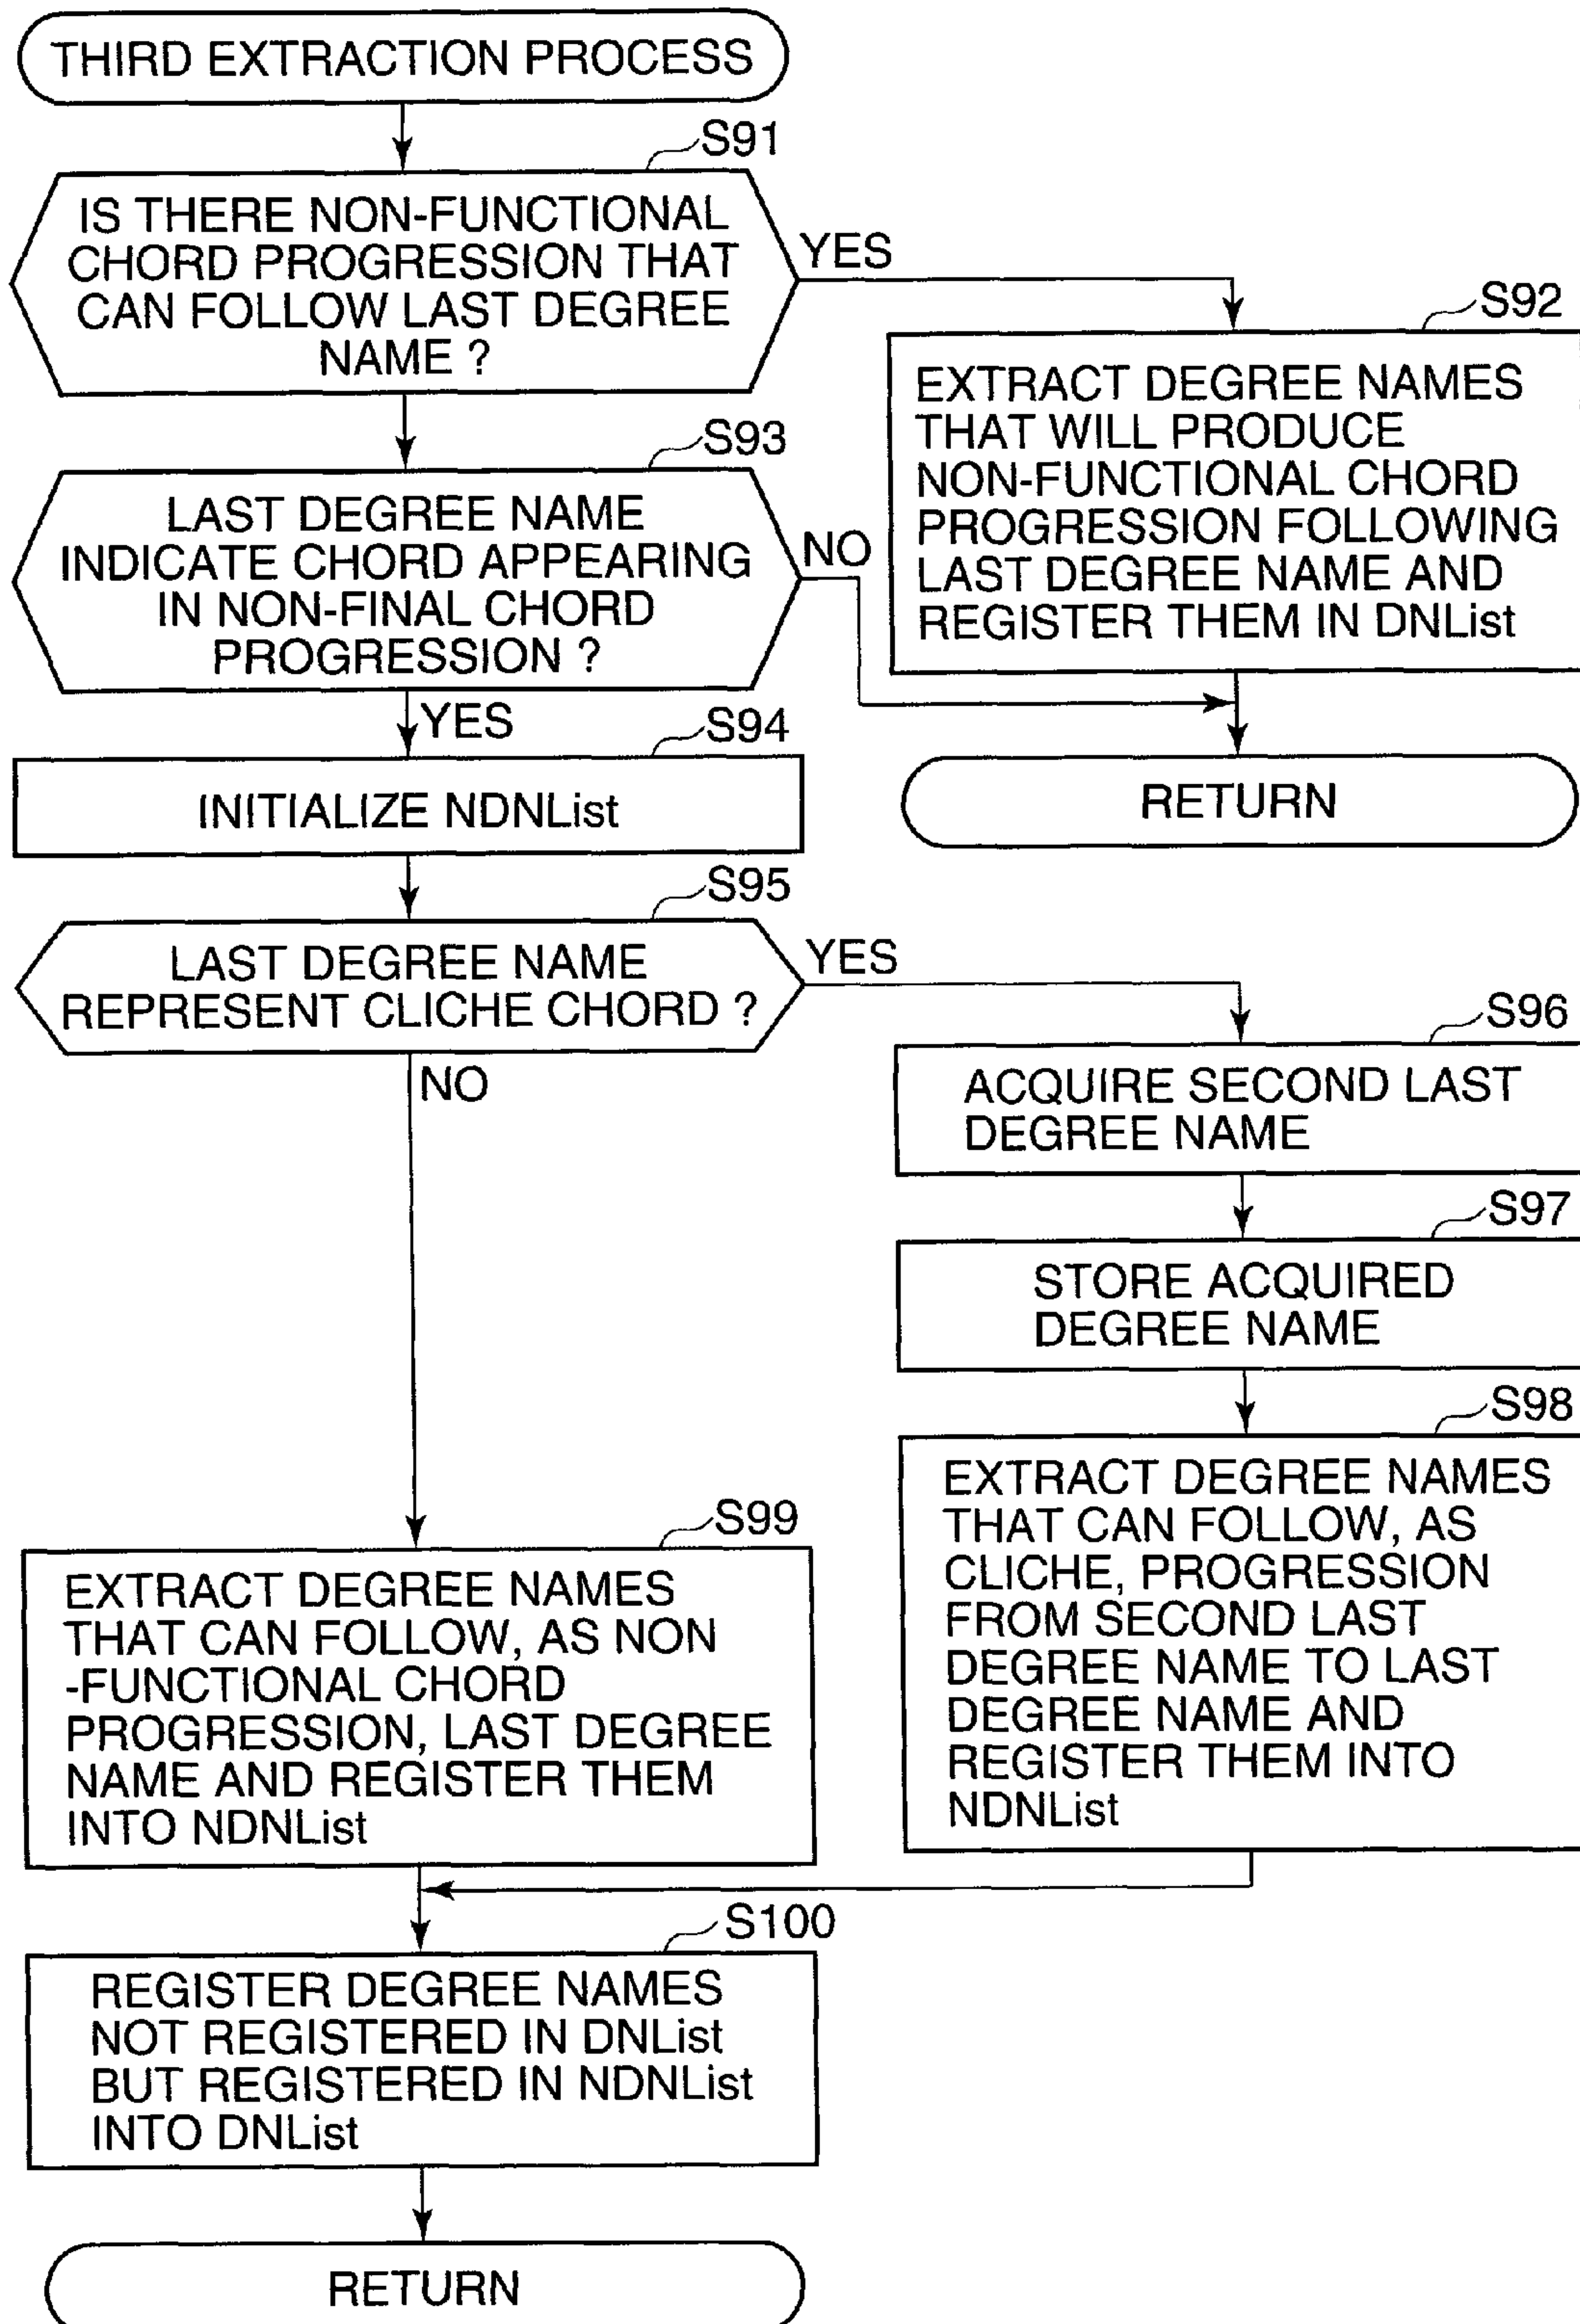 THIRD EXTRACTION PROCESS
S91
IS THERE NON-FUNCTIONAL
CHORD PROGRESSION THAT
CAN FOLLOW LAST DEGREE
NAME ?
YES
S92
EXTRACT DEGREE NAMES
THAT WILL PRODUCE
NON-FUNCTIONAL CHORD
PROGRESSION FOLLOWING
LAST DEGREE NAME AND
REGISTER THEM IN DNList
S93
LAST DEGREE NAME
INDICATE CHORD APPEARING
IN NON-FINAL CHORD
PROGRESSION ?
NO
YES
RETURN
S94
INITIALIZE NDNList
S95
LAST DEGREE NAME
REPRESENT CLICHE CHORD ?
YES
NO
S96
ACQUIRE SECOND LAST
DEGREE NAME
S97
STORE ACQUIRED
DEGREE NAME
S98
EXTRACT DEGREE NAMES
THAT CAN FOLLOW, AS
CLICHE, PROGRESSION
FROM SECOND LAST
DEGREE NAME TO LAST
DEGREE NAME AND
REGISTER THEM INTO
NDNList
S99
EXTRACT DEGREE NAMES
THAT CAN FOLLOW, AS NON
-FUNCTIONAL CHORD
PROGRESSION, LAST DEGREE
NAME AND REGISTER THEM
INTO NDNList
S100
REGISTER DEGREE NAMES
NOT REGISTERED IN DNList
BUT REGISTERED IN NDNList
INTO DNList
RETURN